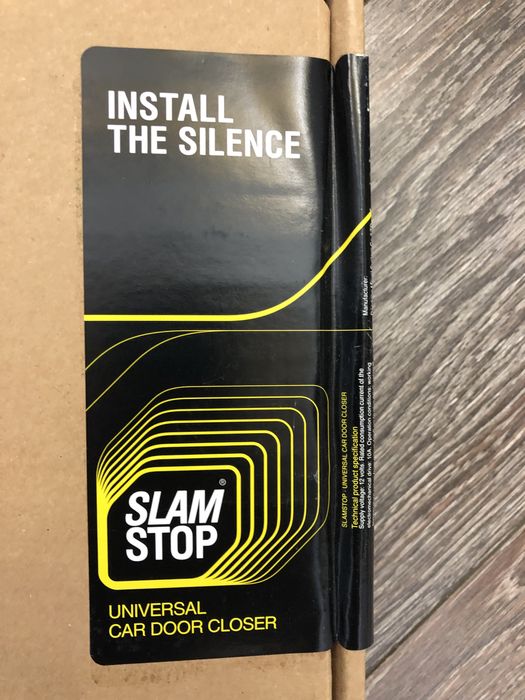 INSTALL
THE SILENCE
SLAM
®
STOP
UNIVERSAL
CAR DOOR CLOSER
SLAMSTOP - UNIVERSAL CAR DOOR CLOSER
Technical product specification
Supply voltage: 12 volts. Rated consumption current of the
electromechanical drive: 10A. Operation conditions: working
Manufacturer: